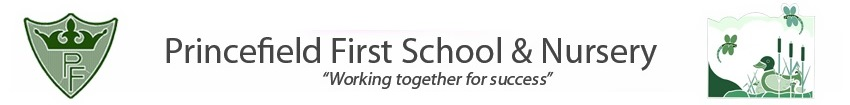 PF
Princefield First School & Nursery
“Working together for success”